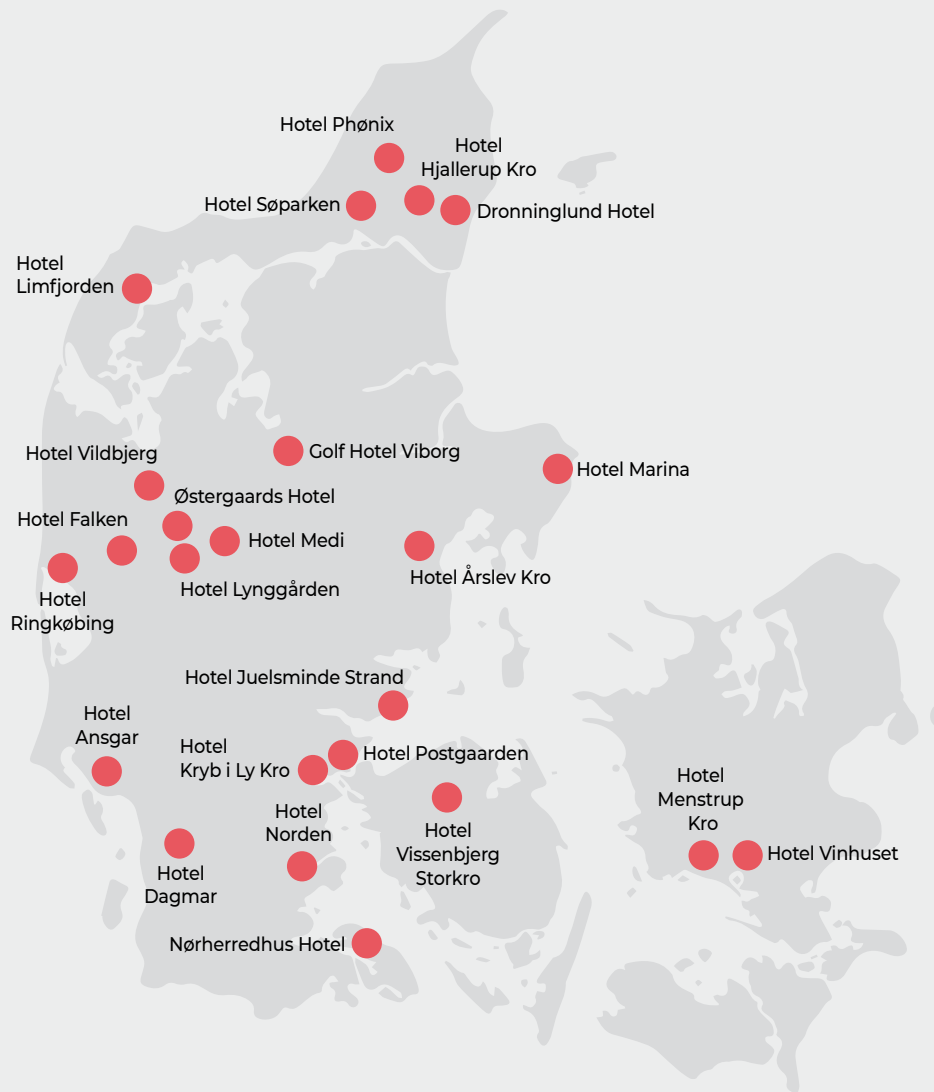 Hotel Phønix
Hotel
Hjallerup Kro
Hotel Søparken
Dronninglund Hotel
Hotel
Limfjorden
Hotel Vildbjerg
Golf Hotel Viborg
Hotel Marina
Østergaards Hotel
Hotel Falken
Hotel Medi
Hotel Årslev Kro
Hotel Lynggården
Hotel
Ringkøbing
Hotel Juelsminde Strand
Hotel
Ansgar
Hotel
Kryb i Ly Kro
Hotel Postgaarden
Hotel
Menstrup
Kro
Hotel
Norden
Hotel
Vissenbjerg
Storkro
Hotel Vinhuset
Hotel
Dagmar
Nørherredhus Hotel